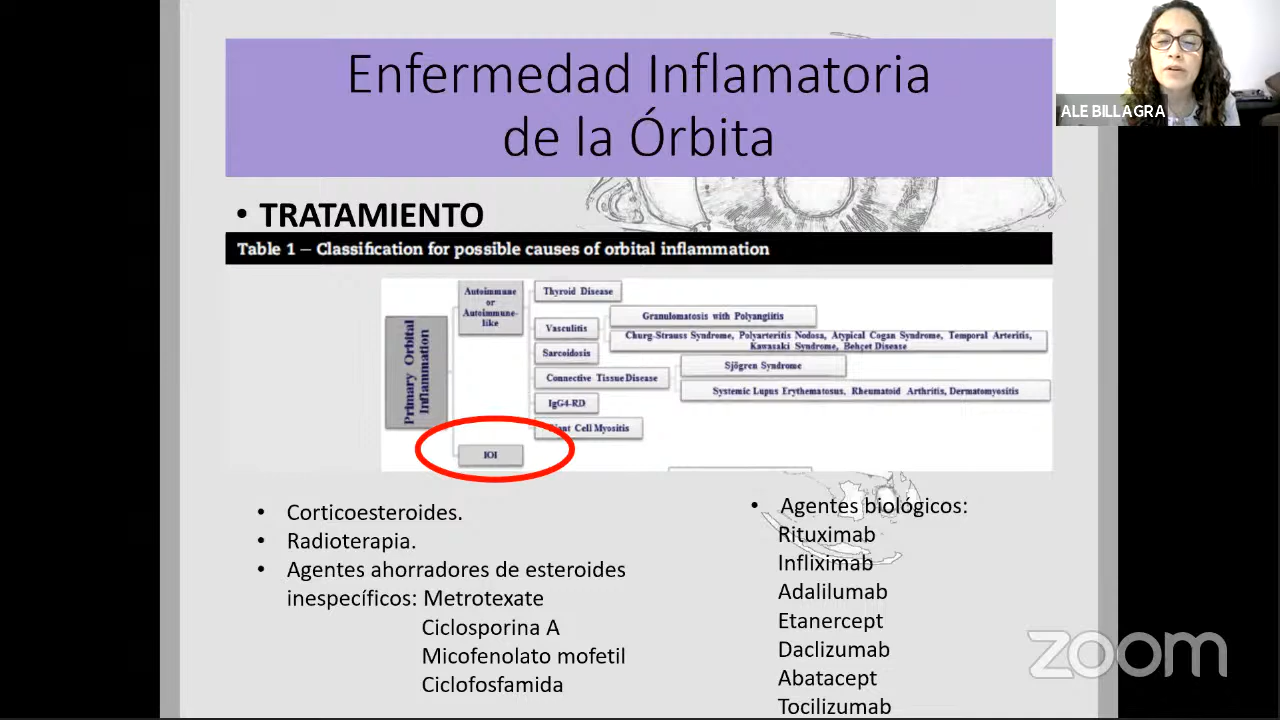 Enfermedad Inflamatoria
de la Órbita
ALE BILLAGRA
• TRATAMIENTO
Table 1 – Classification for possible causes of orbital inflammation
Primary Orbital
Inflammation
Autoimmune
or
Autoimmune-
like
Thyroid Disease
Vasculitis
Granulomatosis with Polyangiitis
Churg-Strauss Syndrome, Polyarteritis Nodosa, Atypical Cogan Syndrome, Temporal Arteritis,
Kawasaki Syndrome, Behçet Disease
Sarcoidosis
Connective Tissue Disease
Sjögren Syndrome
Systemic Lupus Erythematosus, Rheumatoid Arthritis, Dermatomyositis
IgG4-RD
Giant Cell Myositis
IOI
• Corticoesteroides.
• Radioterapia.
• Agentes ahorradores de esteroides
inespecíficos: Metrotexate
Ciclosporina A
Micofenolato mofetil
Ciclofosfamida
• Agentes biológicos:
Rituximab
Infliximab
Adalilumab
Etanercept
Daclizumab
Abatacept
Tocilizumab
zoom